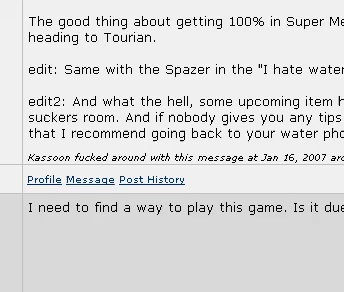 The good thing about getting 100% in Super Me
heading to Tourian.
edit: Same with the Spazer in the "I hate water
edit2: And what the hell, some upcoming item h
suckers room. And if nobody gives you any tips
that I recommend going back to your water pho
Kassoon fucked around with this message at Jan 16, 2007 aro
Profile Message Post History
I need to find a way to play this game. Is it due